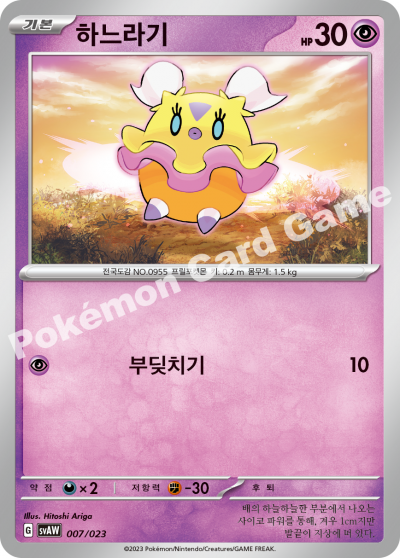 기본 하느라기 HP 30
전국도감 NO.0955 프릴포켓몬 키: 0.2 m 몸무게: 1.5 kg
부딪치기 10
약점 ×2 저항력 -30 후퇴
Illus. Hitoshi Ariga
G svAW 007/023
배의 하늘하늘한 부분에서 나오는
사이코 파워를 통해, 겨우 1cm지만
발끝이 지상에서 떠 있다.
©2023 Pokémon/Nintendo/Creatures/GAME FREAK.
Pokémon Card Game